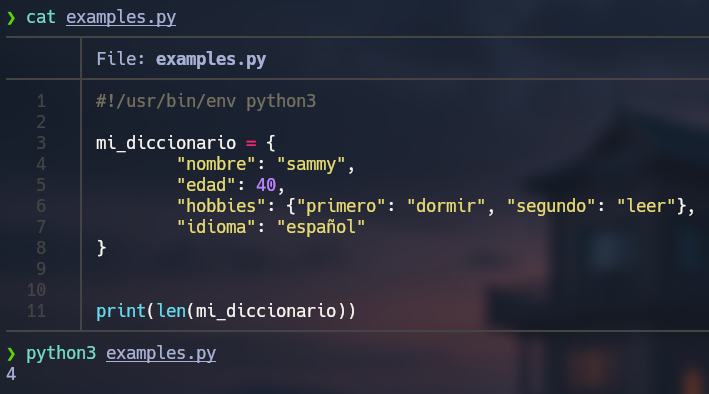 ❯ cat examples.py
File: examples.py
1 #!/usr/bin/env python3
2
3 mi_diccionario = {
4         "nombre": "sammy",
5         "edad": 40,
6         "hobbies": {"primero": "dormir", "segundo": "leer"},
7         "idioma": "español"
8 }
9
10
11 print(len(mi_diccionario))
❯ python3 examples.py
4